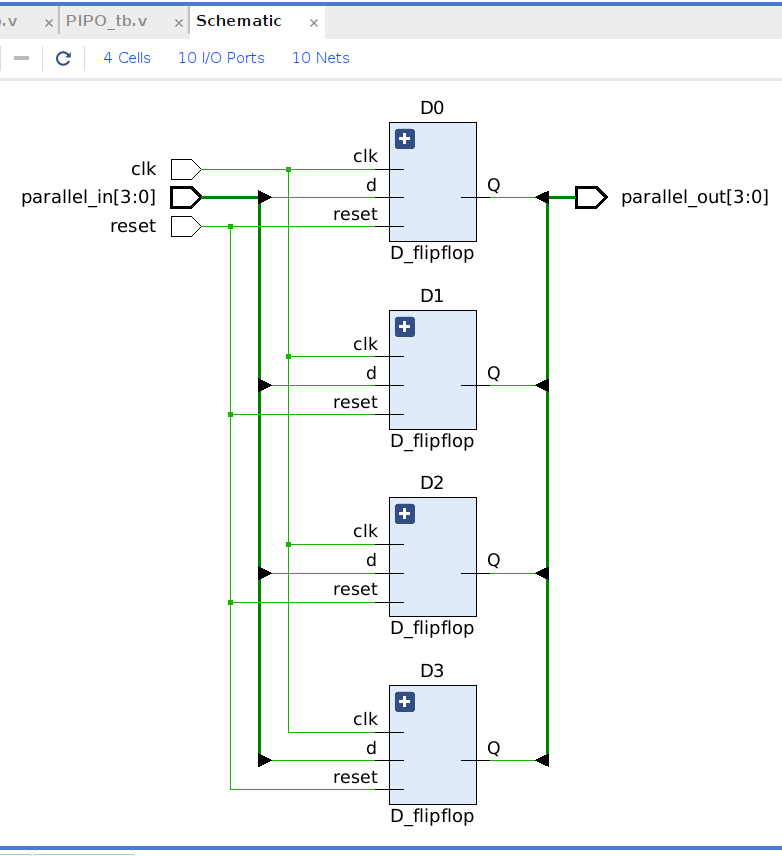 .v × PIPO_tb.v × Schematic ×
4 Cells 10 I/O Ports 10 Nets
D0
clk
clk
d
Q
parallel_in[3:0]
parallel_out[3:0]
reset
reset
D_flipflop
D1
clk
d
Q
reset
D_flipflop
D2
clk
d
Q
reset
D_flipflop
D3
clk
d
Q
reset
D_flipflop